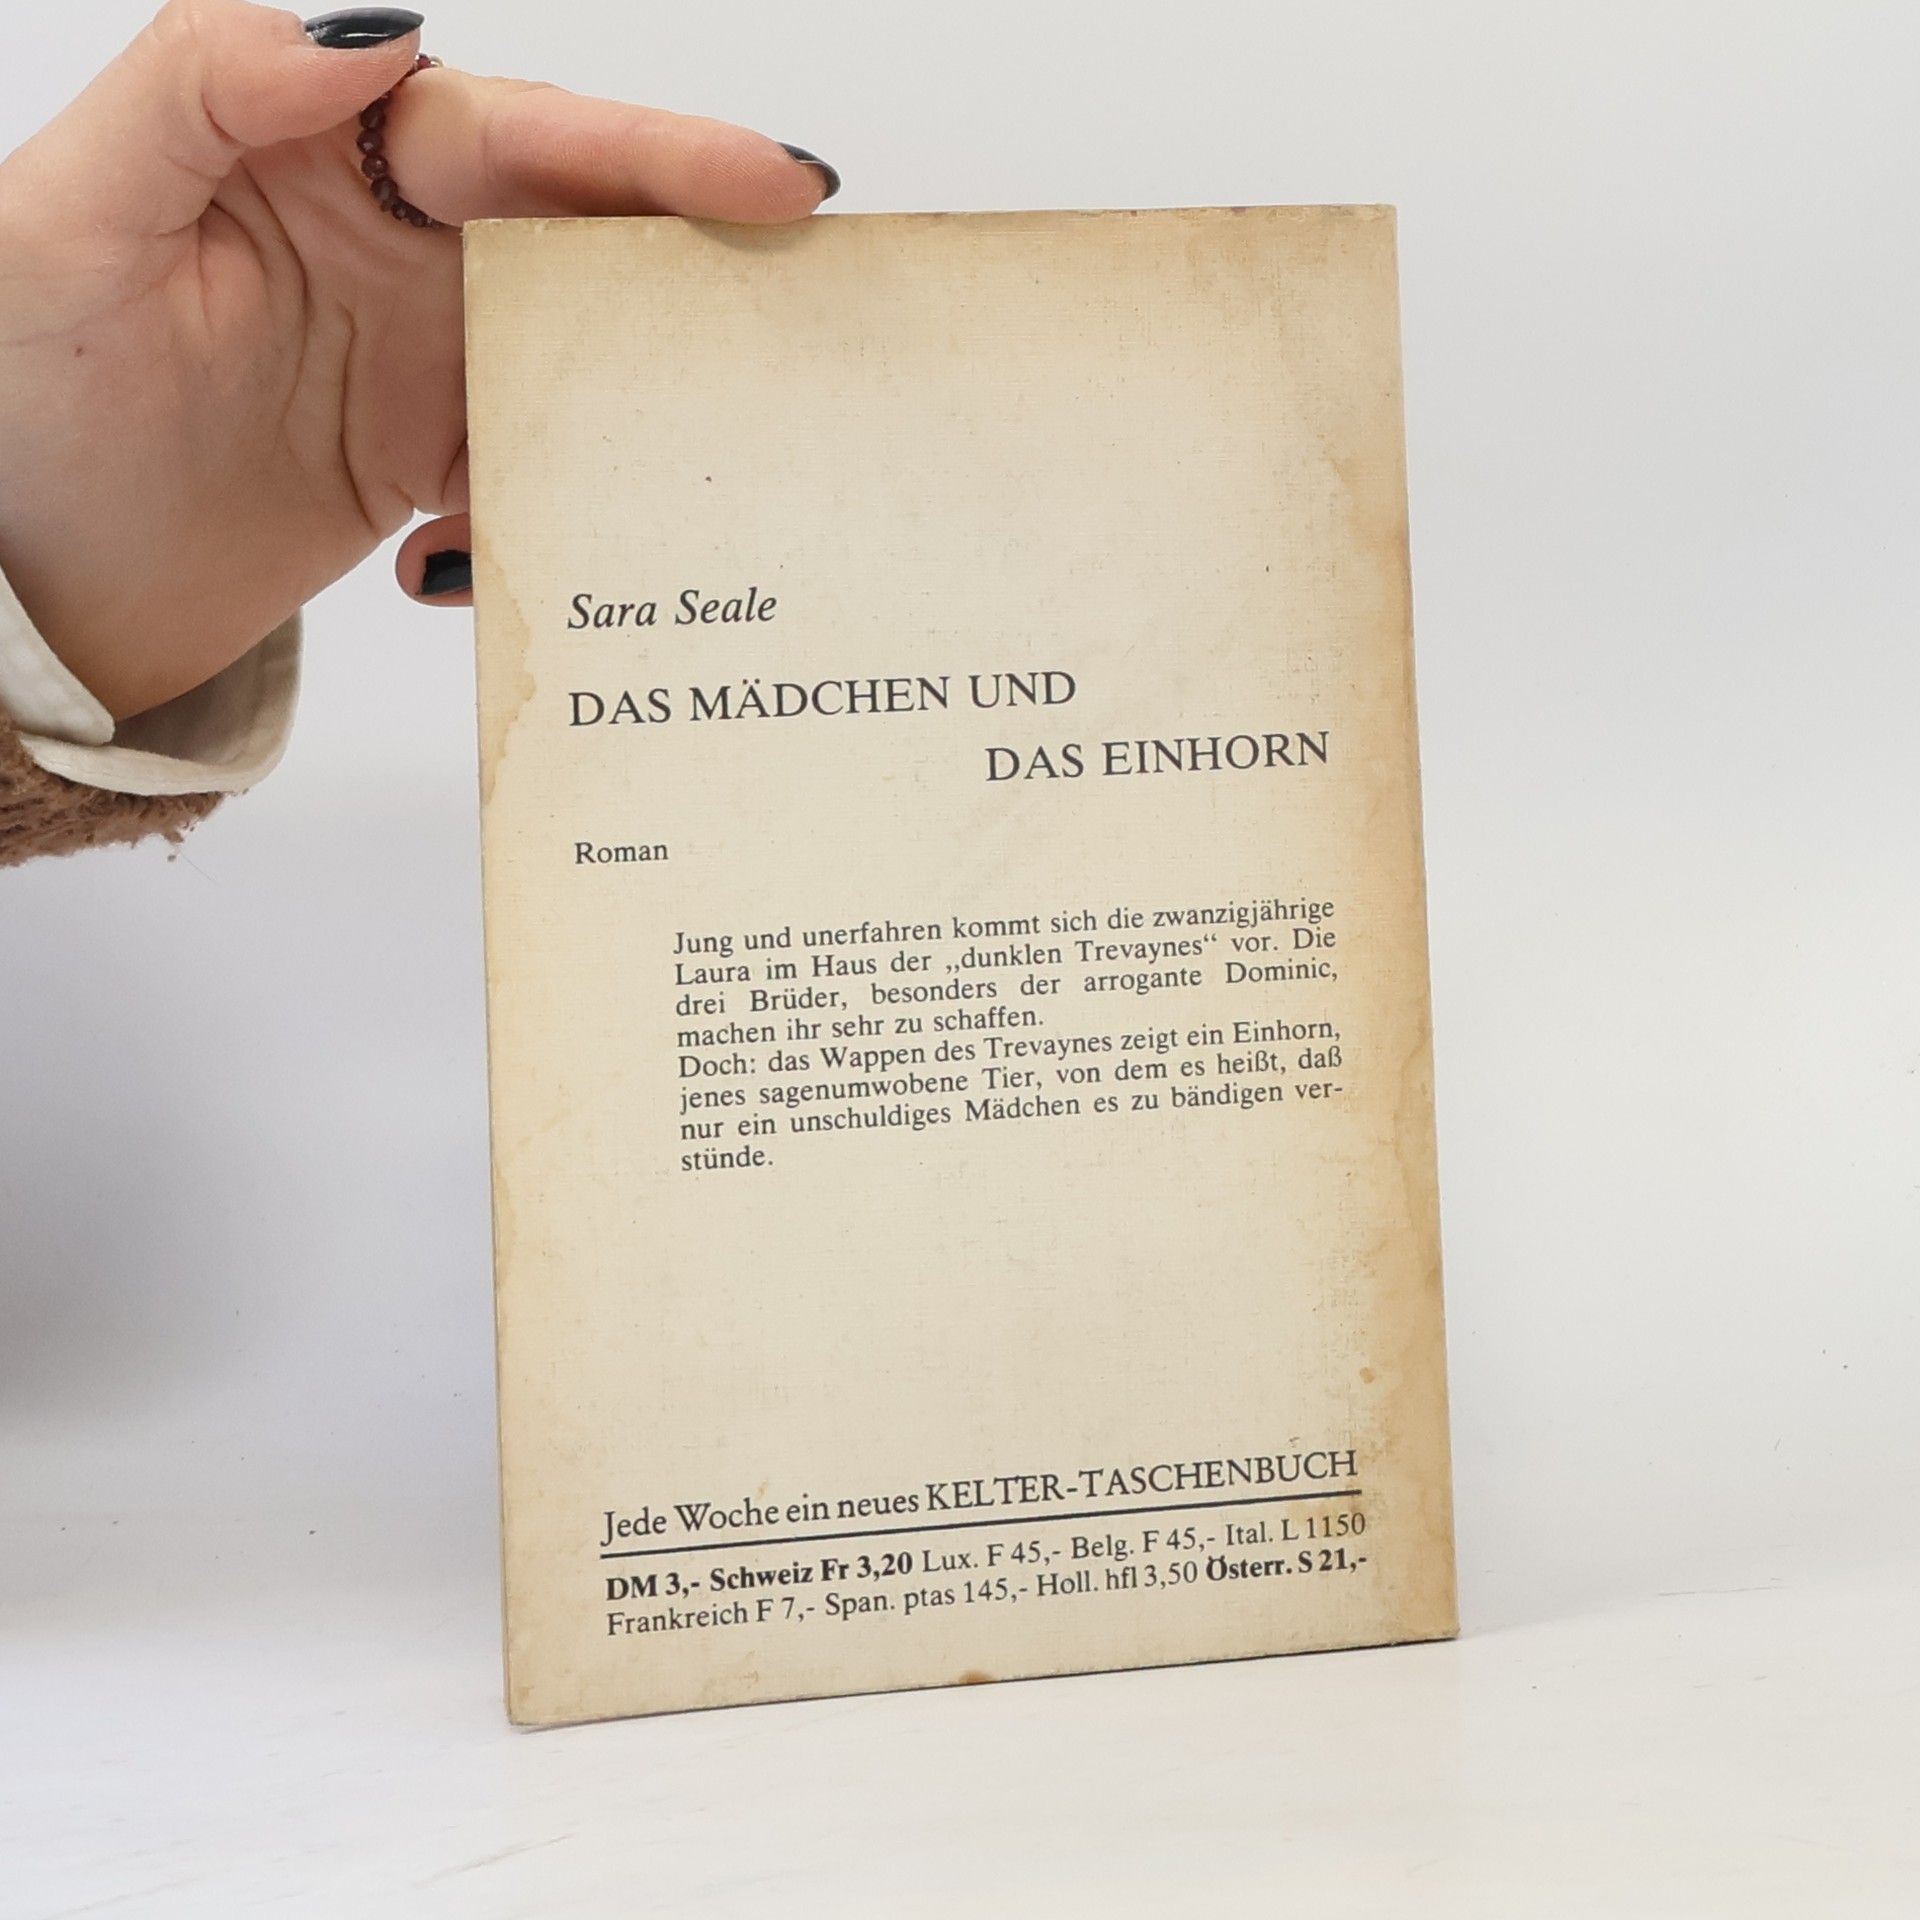 Sara Seale
DAS MÄDCHEN UND
DAS EINHORN
Roman
Jung und unerfahren kommt sich die zwanzigjährige
Laura im Haus der „dunklen Trevaynes“ vor. Die
drei Brüder, besonders der arrogante Dominic,
machen ihr sehr zu schaffen.
Doch: das Wappen des Trevaynes zeigt ein Einhorn,
jenes sagenumwobene Tier, von dem es heißt, daß
nur ein unschuldiges Mädchen es zu bändigen ver-
stünde.
Jede Woche ein neues KELTER-TASCHENBUCH
DM 3,- Schweiz Fr 3,20 Lux. F 45,- Belg. F 45,- Ital. L 1150
Frankreich F 7,- Span. ptas 145,- Holl. hfl 3,50 Österr. S 21,-